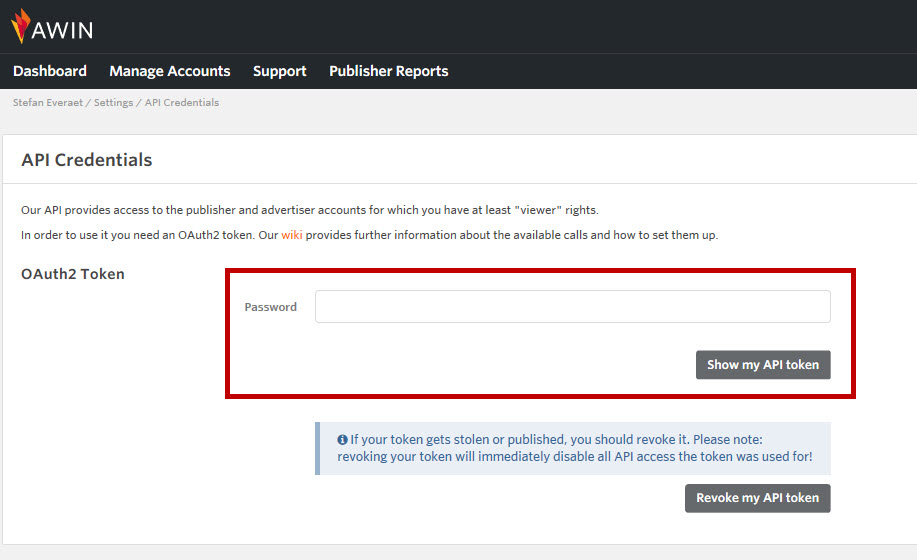 AWIN
Dashboard Manage Accounts Support Publisher Reports
Stefan Everaet / Settings / API Credentials
API Credentials
Our API provides access to the publisher and advertiser accounts for which you have at least "viewer" rights.
In order to use it you need an OAuth2 token. Our wiki provides further information about the available calls and how to set them up.
OAuth2 Token
Password
Show my API token
If your token gets stolen or published, you should revoke it. Please note:
revoking your token will immediately disable all API access the token was used for!
Revoke my API token